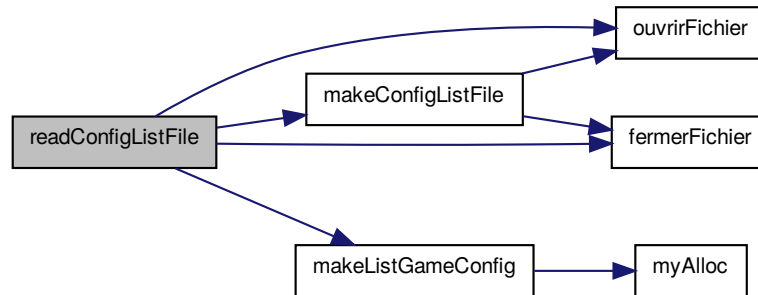 ouvrirFichier
makeConfigListFile
readConfigListFile
fermerFichier
makeListGameConfig
myAlloc